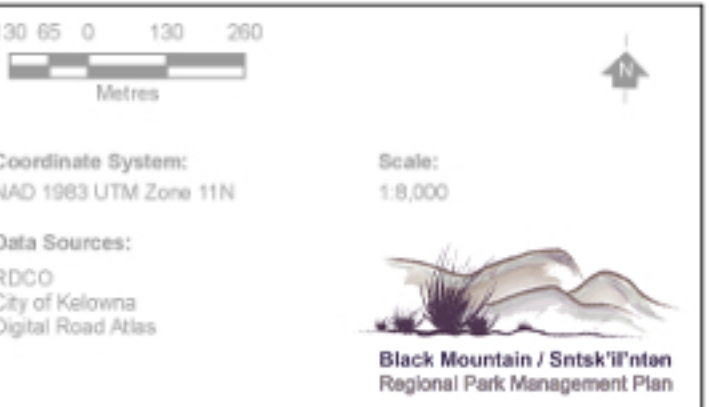 130 65 0 130 260
Metres
N
Coordinate System:
NAD 1983 UTM Zone 11N
Scale:
1:8,000
Data Sources:
RDCO
City of Kelowna
Digital Road Atlas
Black Mountain / Sntsk'il'ntən
Regional Park Management Plan